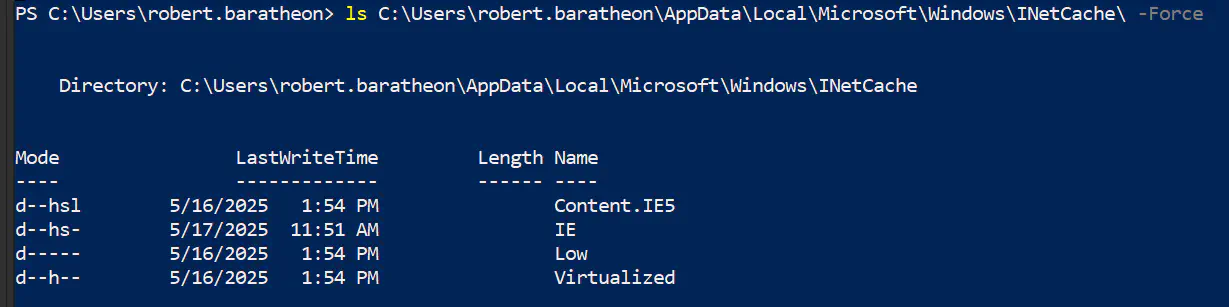 PS C:\Users\robert.baratheon> ls C:\Users\robert.baratheon\AppData\Local\Microsoft\Windows\INetCache\ -Force
Directory: C:\Users\robert.baratheon\AppData\Local\Microsoft\Windows\INetCache
Mode LastWriteTime Length Name
---- ------------- ------ ----
d--hsl 5/16/2025 1:54 PM Content.IE5
d--hs- 5/17/2025 11:51 AM IE
d----- 5/16/2025 1:54 PM Low
d--h-- 5/16/2025 1:54 PM Virtualized